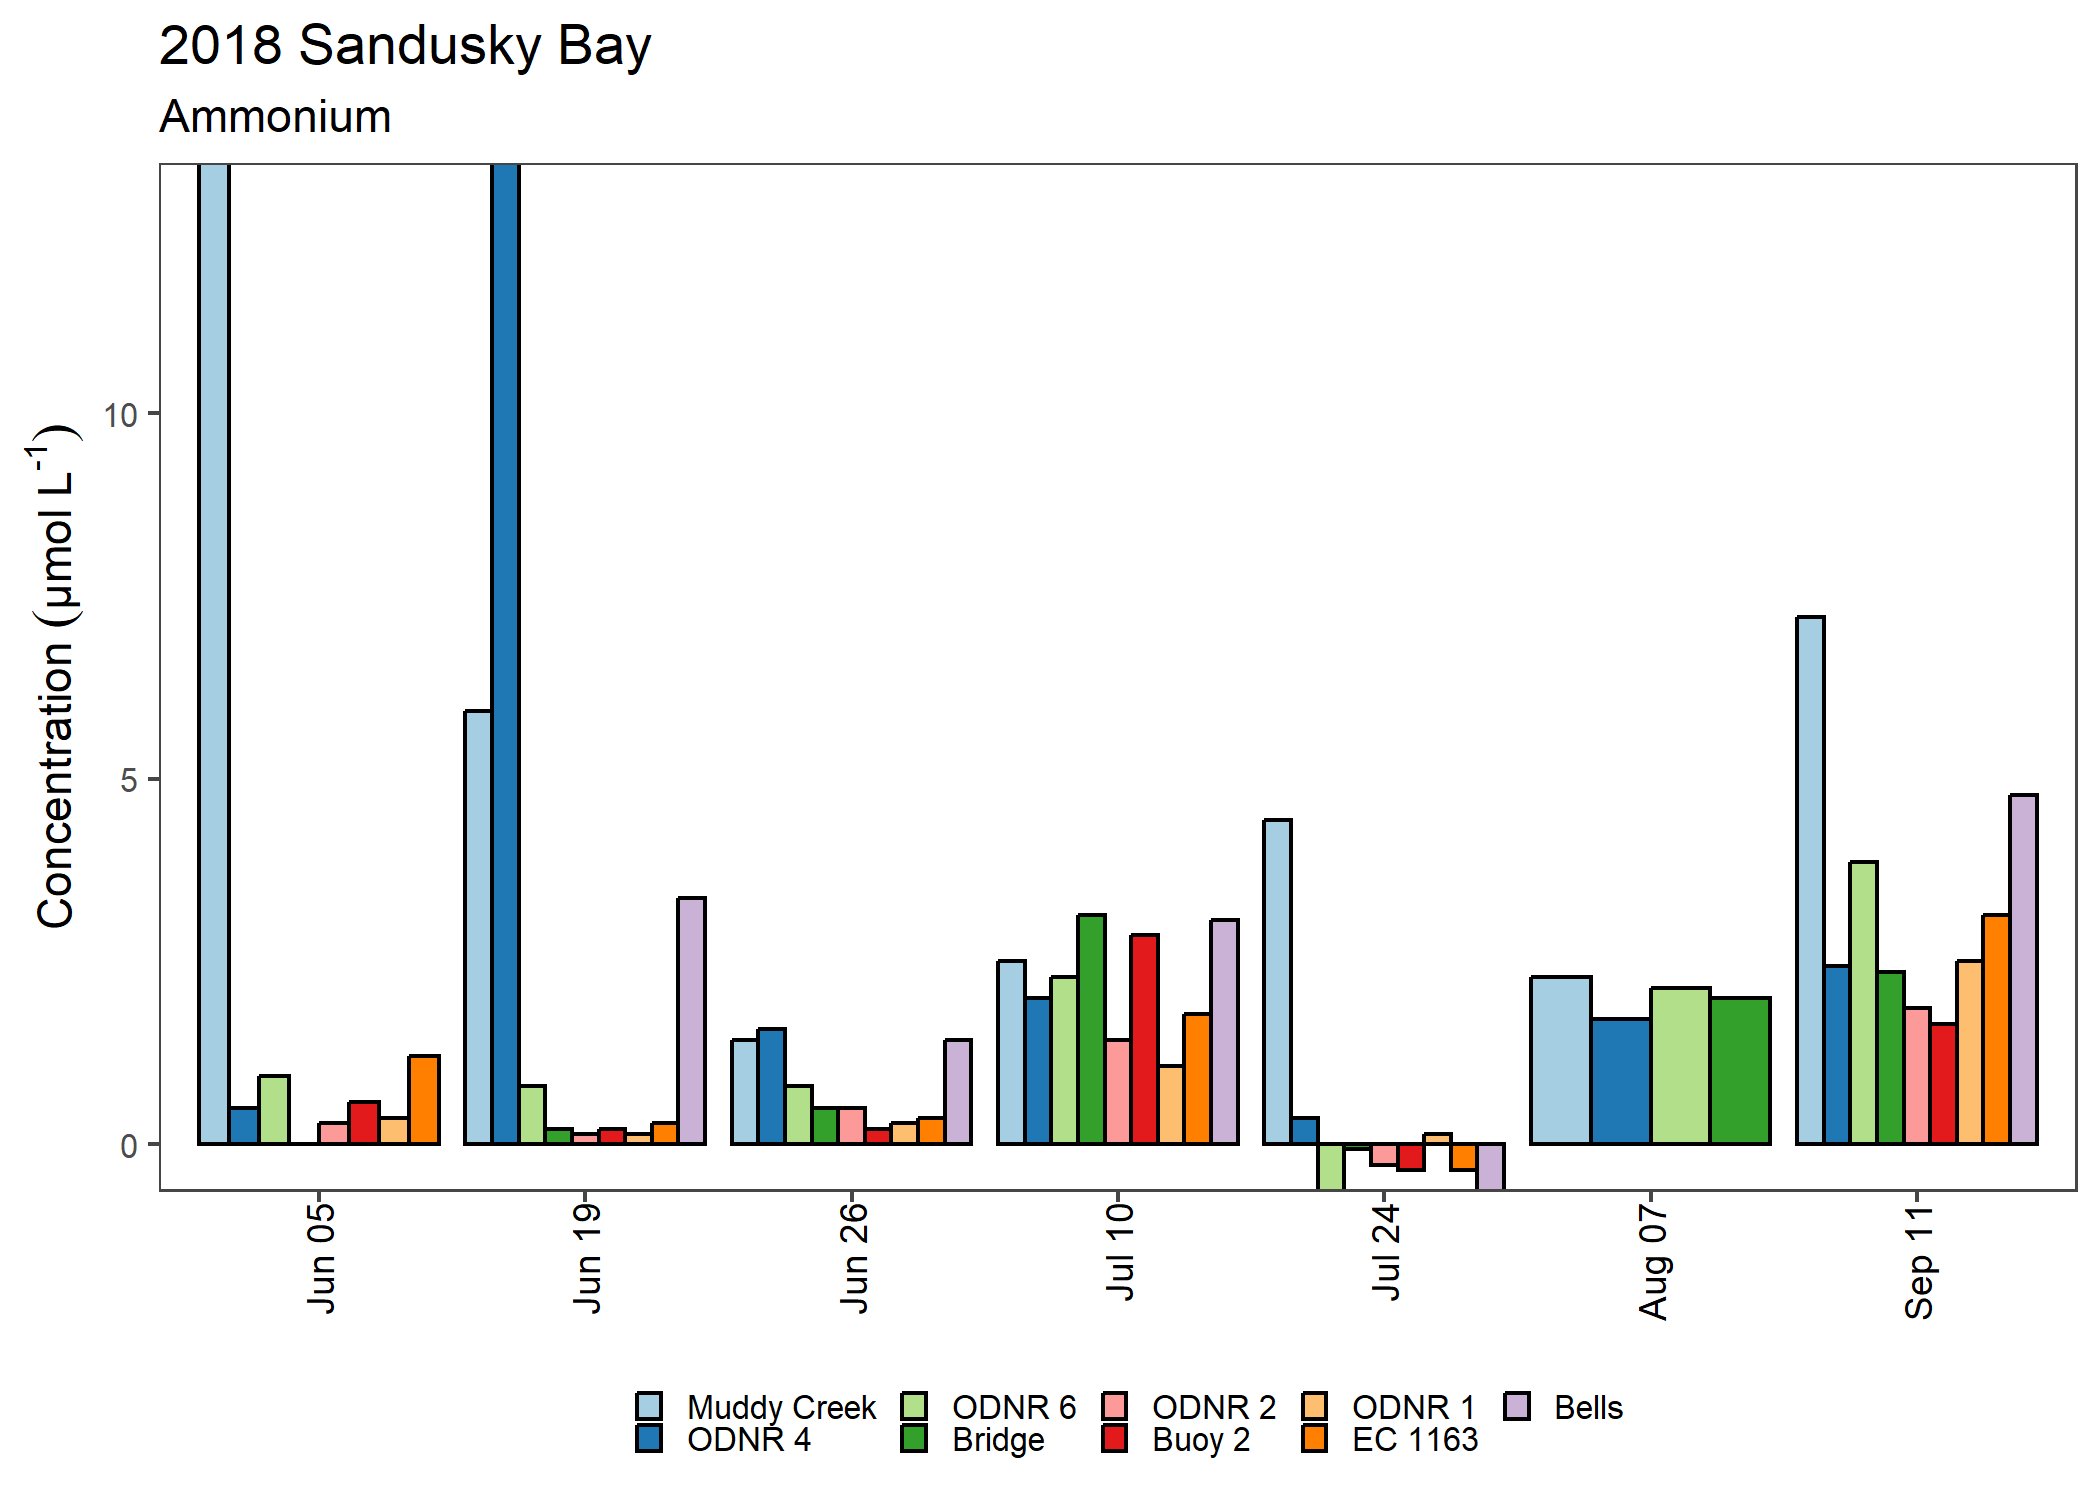 2018 Sandusky Bay
Ammonium
Concentration (µmol L⁻¹)
10
5
0
Jun 05
Jun 19
Jun 26
Jul 10
Jul 24
Aug 07
Sep 11
Muddy Creek ODNR 6 ODNR 2 ODNR 1 Bells
ODNR 4 Bridge Buoy 2 EC 1163